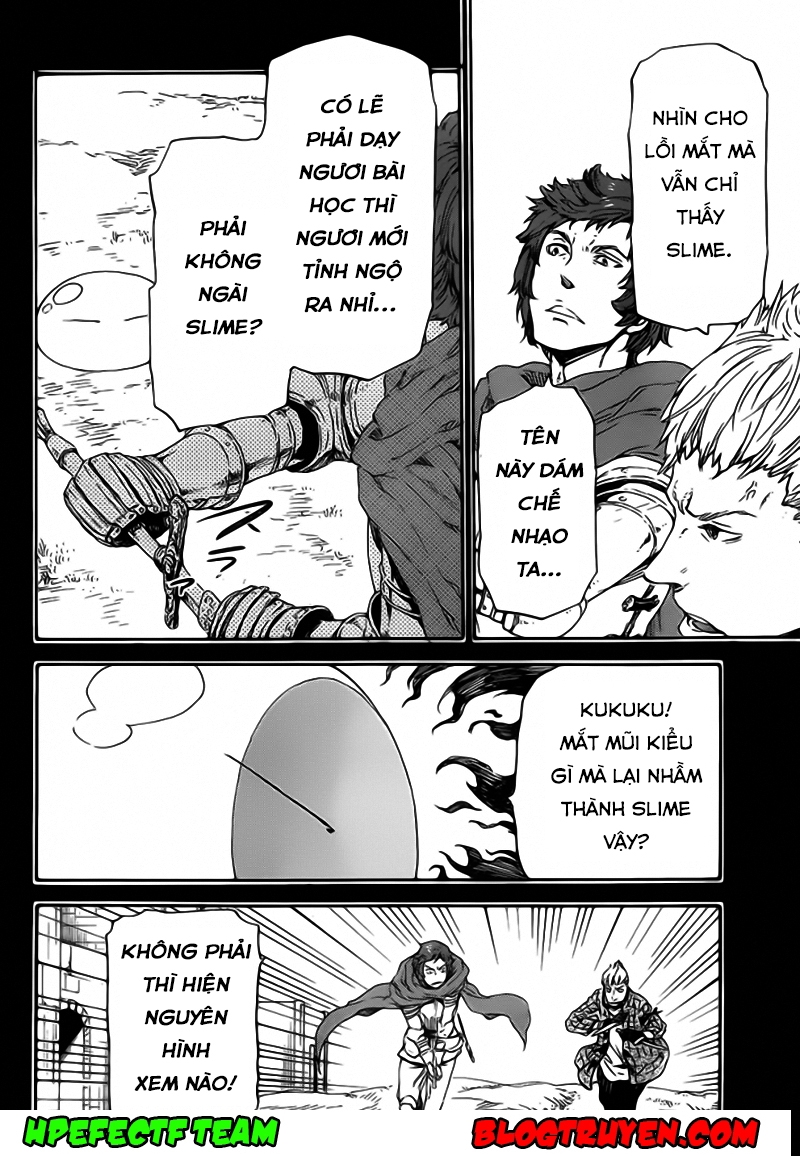 NHÌN CHO
LỒI MẮT MÀ
VẪN CHỈ
THẤY
SLIME.
TÊN
NÀY DÁM
CHẾ
NHẠO
TA...
CÓ LẼ
PHẢI DẠY
NGƯƠI BÀI
HỌC THÌ
NGƯƠI MỚI
TỈNH NGỘ
RA NHỈ...
PHẢI
KHÔNG
NGÀI
SLIME?
KUKUKU!
MẮT MŨI KIỂU
GÌ MÀ LẠI NHẦM
THÀNH SLIME
VẬY?
KHÔNG PHẢI
THÌ HIỆN
NGUYÊN
HÌNH
XEM NÀO!
HPEFECTF TEAM
BLOGTRUYEN.COM